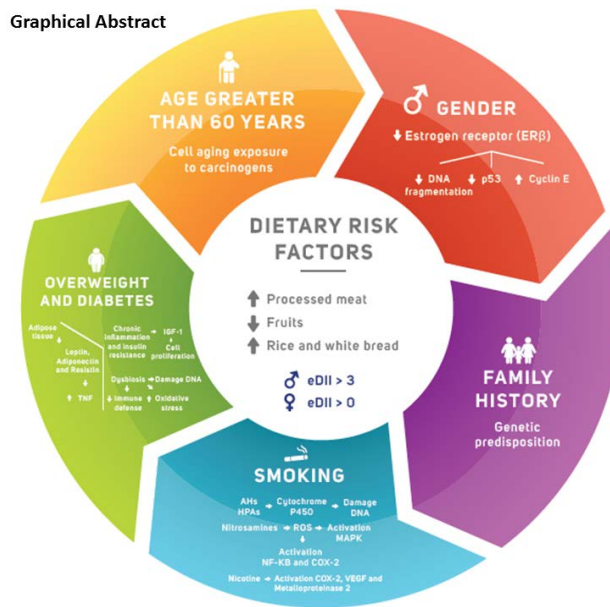 Graphical Abstract
AGE GREATER
THAN 60 YEARS
Cell aging exposure
to carcinogens
GENDER
Estrogen receptor (ERβ)
DNA
fragmentation
p53
Cyclin E
FAMILY
HISTORY
Genetic
predisposition
SMOKING
AHs
HPAs
Cytochrome
P450
Damage
DNA
Nitrosamines
ROS
Activation
MAPK
Activation
NF-KB and COX-2
Nicotine
Activation COX-2, VEGF and
Metalloproteinase 2
OVERWEIGHT
AND DIABETES
Adipose
tissue
Leptin,
Adiponectin
and Resistin
TNF
Chronic
inflammation
and insulin
resistance
IGF-1
Cell
proliferation
Dysbiosis
Damage DNA
Immune
defense
Oxidative
stress
DIETARY RISK
FACTORS
Processed meat
Fruits
Rice and white bread
eDII > 3
eDII > 0